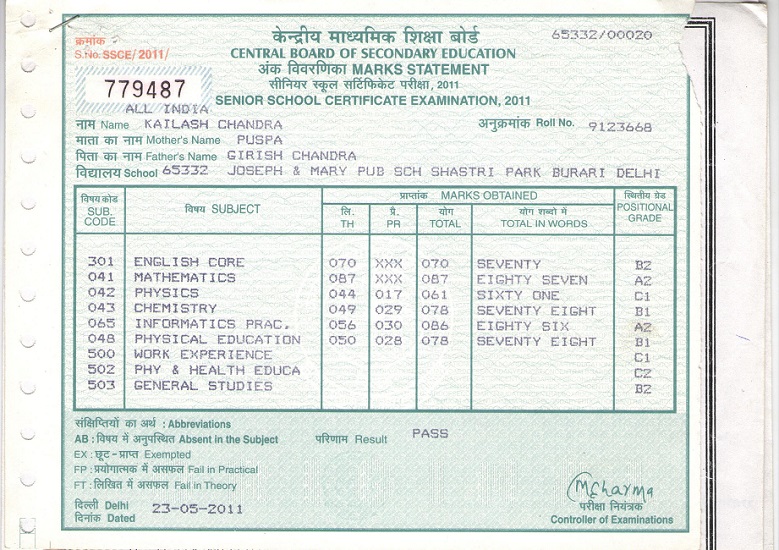 केन्द्रीय माध्यमिक शिक्षा बोर्ड 65332/00020
क्रमांक
S.No. SSCE/2011/
CENTRAL BOARD OF SECONDARY EDUCATION
अंक विवरणिका MARKS STATEMENT
779487
सीनियर स्कूल सर्टिफिकेट परीक्षा, 2011
SENIOR SCHOOL CERTIFICATE EXAMINATION, 2011
ALL INDIA
नाम Name KAILASH CHANDRA अनुक्रमांक Roll No. 9123668
माता का नाम Mother's Name PUSPA
पिता का नाम Father's Name GIRISH CHANDRA
विद्यालय School 65332 JOSEPH & MARY PUB SCH SHASTRI PARK BURARI DELHI
विषय कोड SUB. CODE विषय SUBJECT प्राप्तांक MARKS OBTAINED स्थितीय ग्रेड POSITIONAL GRADE
लि. TH प्रै. PR योग TOTAL योग शब्दो में TOTAL IN WORDS
301 ENGLISH CORE 070 XXX 070 SEVENTY B2
041 MATHEMATICS 087 XXX 087 EIGHTY SEVEN A2
042 PHYSICS 044 017 061 SIXTY ONE C1
043 CHEMISTRY 049 029 078 SEVENTY EIGHT B1
065 INFORMATICS PRAC. 056 030 086 EIGHTY SIX A2
048 PHYSICAL EDUCATION 050 028 078 SEVENTY EIGHT B1
500 WORK EXPERIENCE C1
502 PHY & HEALTH EDUCA C2
503 GENERAL STUDIES B2
संक्षिप्तियों का अर्थ : Abbreviations
AB : विषय में अनुपस्थित Absent in the Subject परिणाम Result PASS
EX : छूट-प्राप्त Exempted
FP : प्रयोगात्मक में असफल Fail in Practical
FT : लिखित में असफल Fail in Theory
दिल्ली Delhi
दिनांक Dated 23-05-2011
MSharma
परीक्षा नियंत्रक
Controller of Examinations